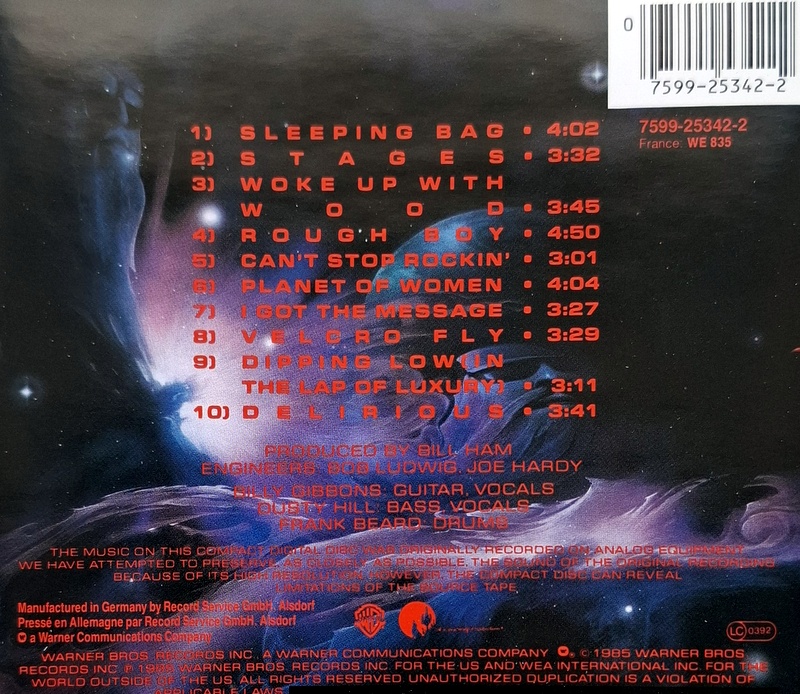 0
7599-25342-2
7599-25342-2
France: WE 835
1) SLEEPING BAG • 4:02
2) STAGES • 3:32
3) WOKE UP WITH
WOOD • 3:45
4) ROUGH BOY • 4:50
5) CAN'T STOP ROCKIN' • 3:01
6) PLANET OF WOMEN • 4:04
7) I GOT THE MESSAGE • 3:27
8) VELCRO FLY • 3:29
9) DIPPING LOW (IN
THE LAP OF LUXURY) • 3:11
10) DELIRIOUS • 3:41
PRODUCED BY BILL HAM
ENGINEERS: BOB LUDWIG, JOE HARDY
BILLY GIBBONS: GUITAR, VOCALS
DUSTY HILL: BASS, VOCALS
FRANK BEARD: DRUMS
THE MUSIC ON THIS COMPACT DIGITAL DISC WAS ORIGINALLY RECORDED ON ANALOG EQUIPMENT.
WE HAVE ATTEMPTED TO PRESERVE, AS CLOSELY AS POSSIBLE, THE SOUND OF THE ORIGINAL RECORDING.
BECAUSE OF ITS HIGH RESOLUTION, HOWEVER, THE COMPACT DISC CAN REVEAL
LIMITATIONS OF THE SOURCE TAPE.
Manufactured in Germany by Record Service GmbH. Alsdorf
Pressé en Allemagne par Record Service GmbH. Alsdorf
a Warner Communications Company
LC 0392
WARNER BROS. RECORDS INC., A WARNER COMMUNICATIONS COMPANY ℗, © 1985 WARNER BROS.
RECORDS INC. ℗ 1985 WARNER BROS. RECORDS INC. FOR THE US AND WEA INTERNATIONAL INC. FOR THE
WORLD OUTSIDE OF THE US. ALL RIGHTS RESERVED. UNAUTHORIZED DUPLICATION IS A VIOLATION OF
APPLICABLE LAWS.